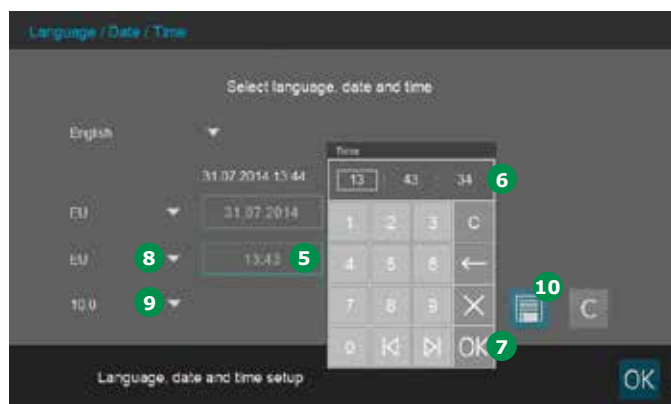 Language / Date / Time
Select language, date and time
English
Time
31.07.2014 13:44
13 : 43 : 34 6
EU 31.07.2014
1 2 3 C
EU 8 13:43 5
4 5 6 ←
10.0 9
7 8 9 X
10
C
0 OK 7
Language, date and time setup
OK